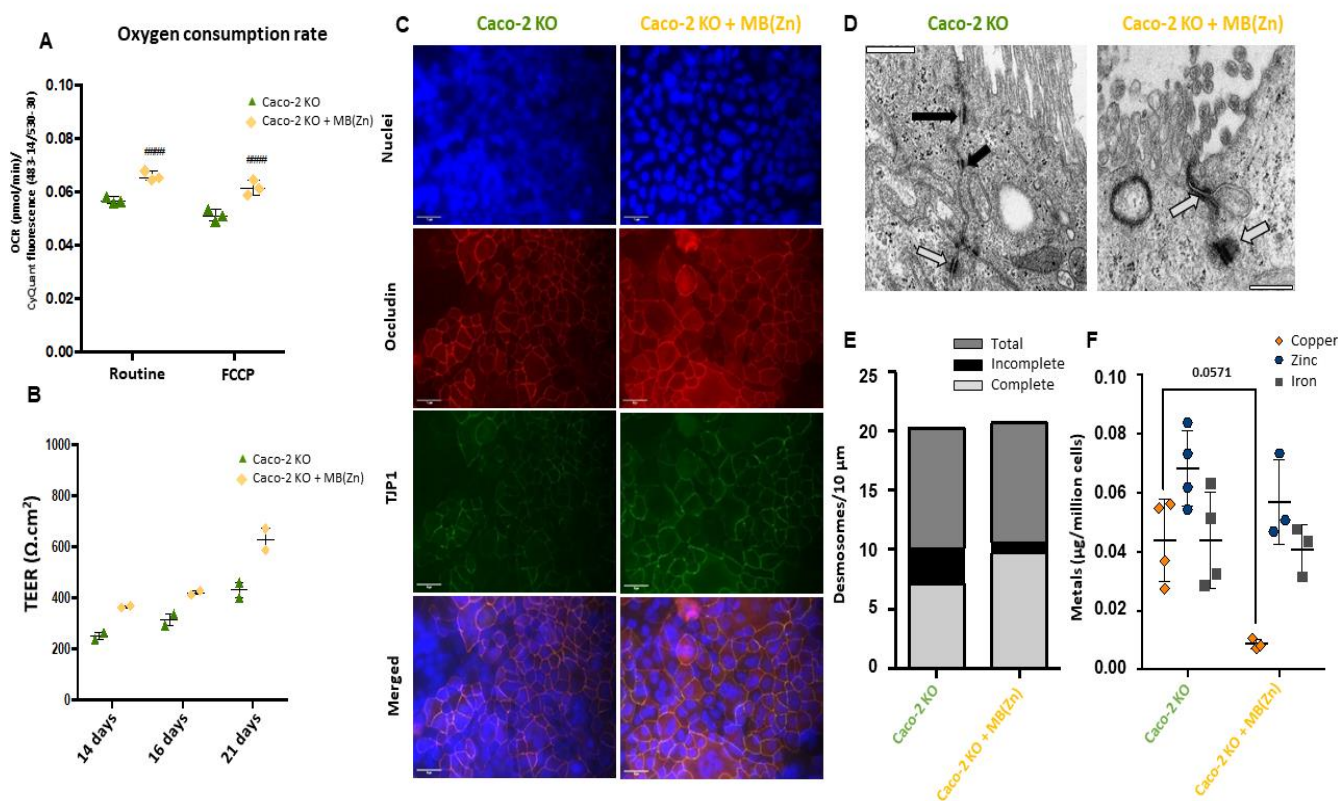 A
Oxygen consumption rate
OCR (pmol/min)/
CyQuant fluorescence (483-14/530-30)
0.10
0.08
0.06
0.04
0.02
0.00
Caco-2 KO
Caco-2 KO + MB(Zn)
####
####
Routine
FCCP
B
TEER (Ω.cm²)
1000
800
600
400
200
0
Caco-2 KO
Caco-2 KO + MB(Zn)
14 days
16 days
21 days
C
Caco-2 KO
Caco-2 KO + MB(Zn)
Nuclei
Occludin
TJP1
Merged
D
Caco-2 KO
Caco-2 KO + MB(Zn)
E
Total
Incomplete
Complete
Desmosomes/10 µm
25
20
15
10
5
0
Caco-2 KO
Caco-2 KO + MB(Zn)
F
Copper
Zinc
Iron
0.0571
Metals (µg/million cells)
0.10
0.08
0.06
0.04
0.02
0.00
Caco-2 KO
Caco-2 KO + MB(Zn)